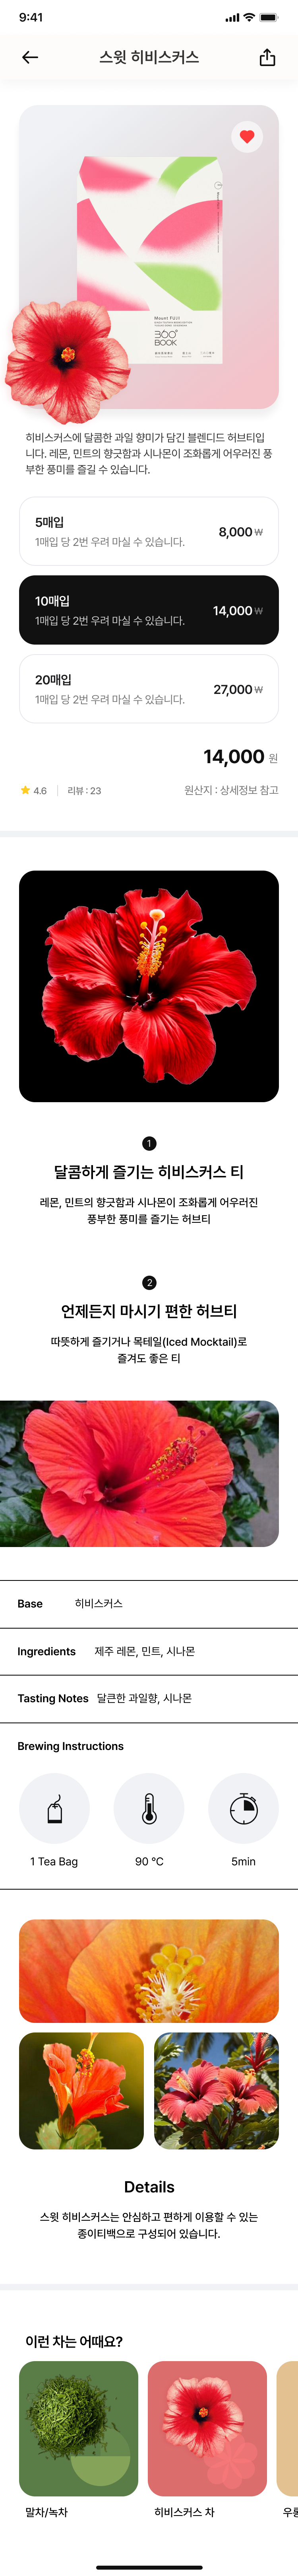 9:41
스윗 히비스커스
Mount FUJI
360°
BOOK
히비스커스에 달콤한 과일 향미가 담긴 블렌디드 허브티입
니다. 레몬, 민트의 향긋함과 시나몬이 조화롭게 어우러진 풍
부한 풍미를 즐길 수 있습니다.
5매입
1매입 당 2번 우려 마실 수 있습니다.
8,000 ₩
10매입
1매입 당 2번 우려 마실 수 있습니다.
14,000 ₩
20매입
1매입 당 2번 우려 마실 수 있습니다.
27,000 ₩
14,000 원
4.6
리뷰 : 23
원산지 : 상세정보 참고
1
달콤하게 즐기는 히비스커스 티
레몬, 민트의 향긋함과 시나몬이 조화롭게 어우러진
풍부한 풍미를 즐기는 허브티
2
언제든지 마시기 편한 허브티
따뜻하게 즐기거나 목테일(Iced Mocktail)로
즐겨도 좋은 티
Base 히비스커스
Ingredients 제주 레몬, 민트, 시나몬
Tasting Notes 달큰한 과일향, 시나몬
Brewing Instructions
1 Tea Bag
90 °C
5min
Details
스윗 히비스커스는 안심하고 편하게 이용할 수 있는
종이티백으로 구성되어 있습니다.
이런 차는 어때요?
말차/녹차
히비스커스 차
우롱